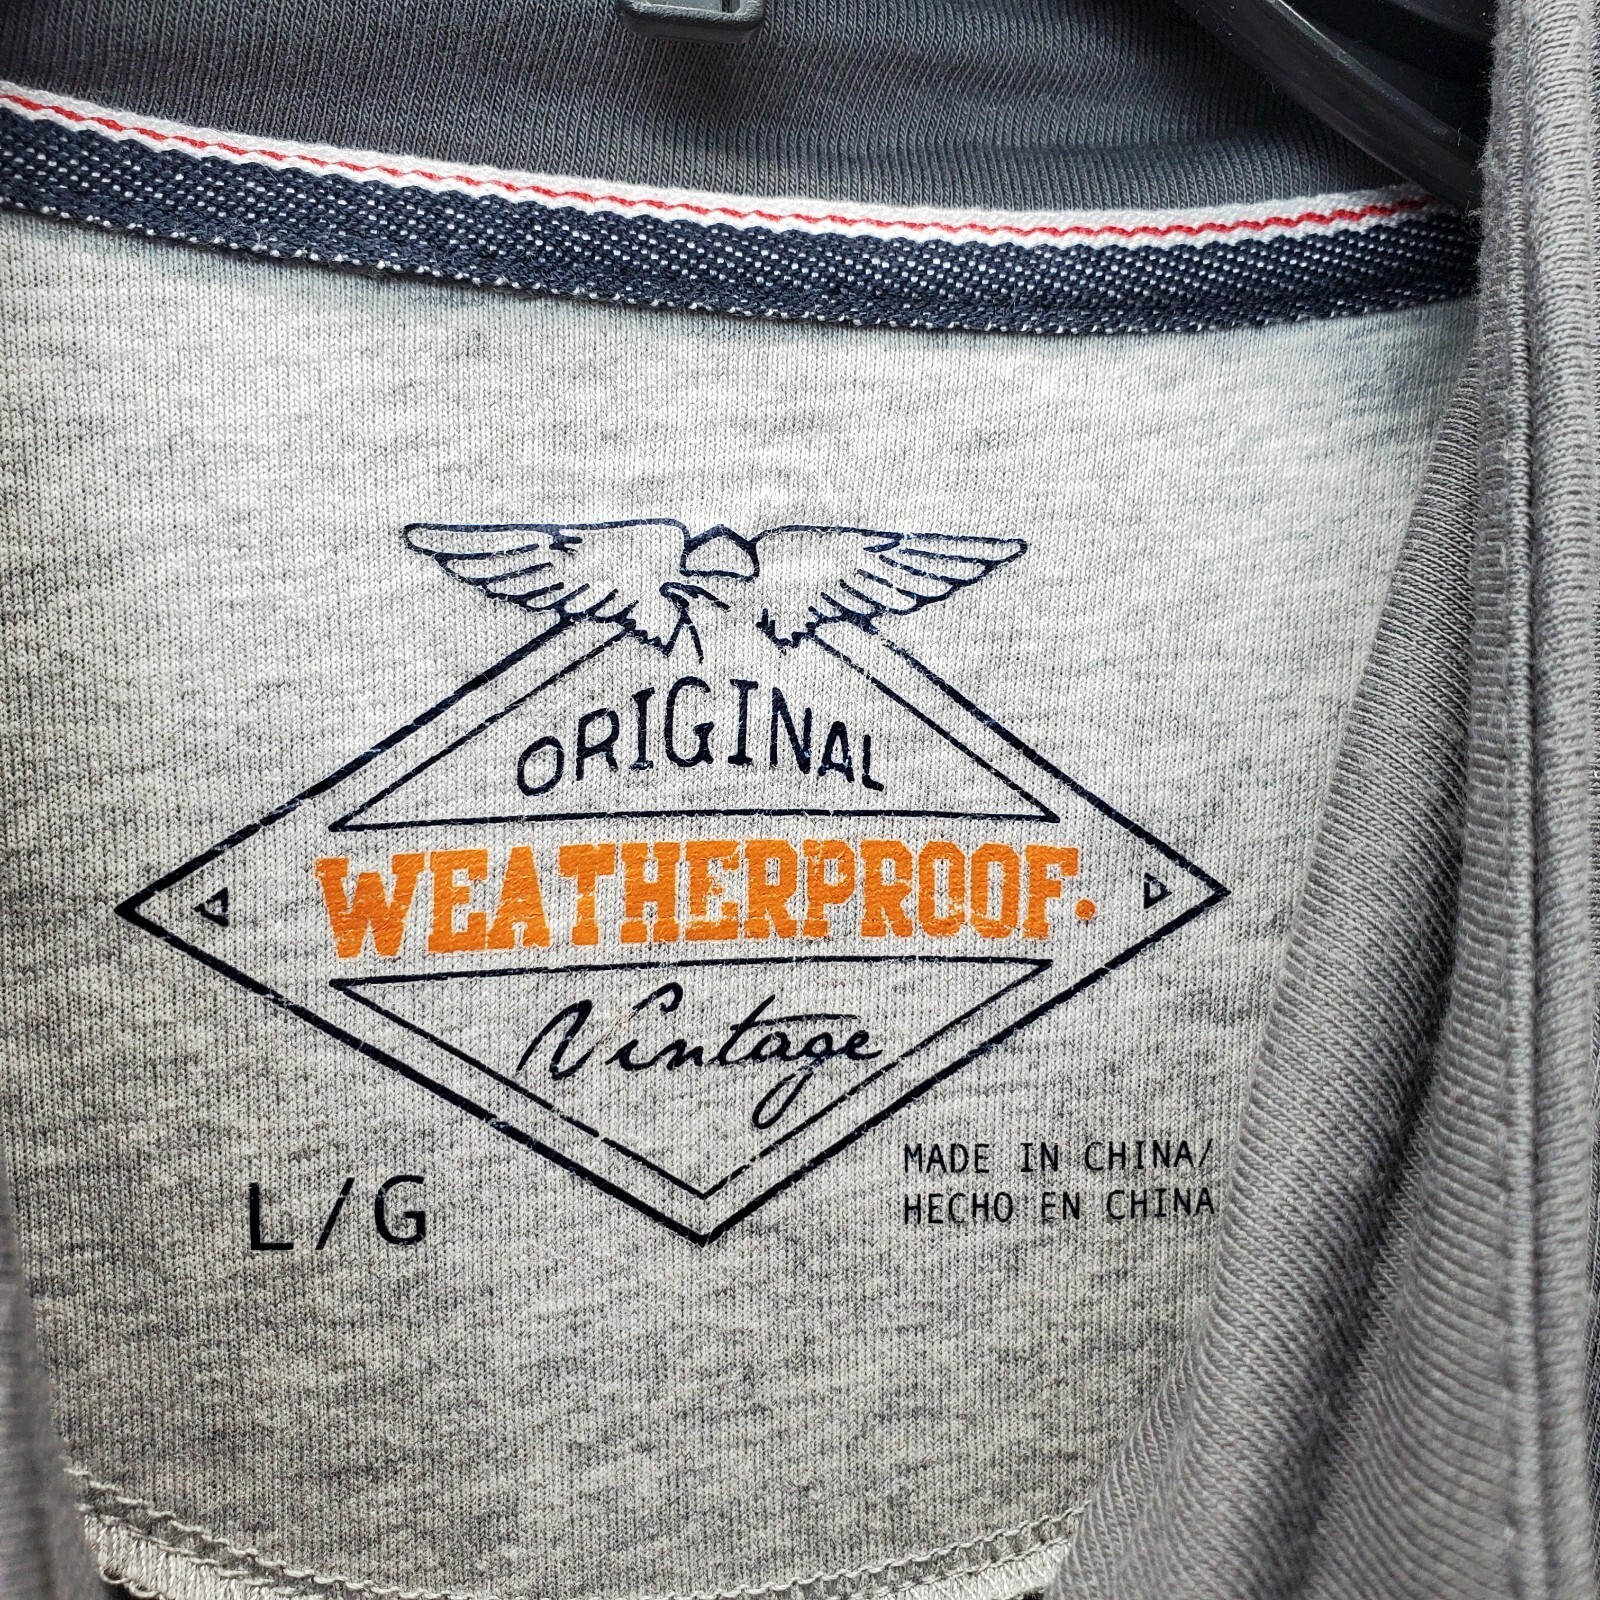 ORIGINAL
WEATHERPROOF.
Vintage
MADE IN CHINA/
HECHO EN CHINA
L/G